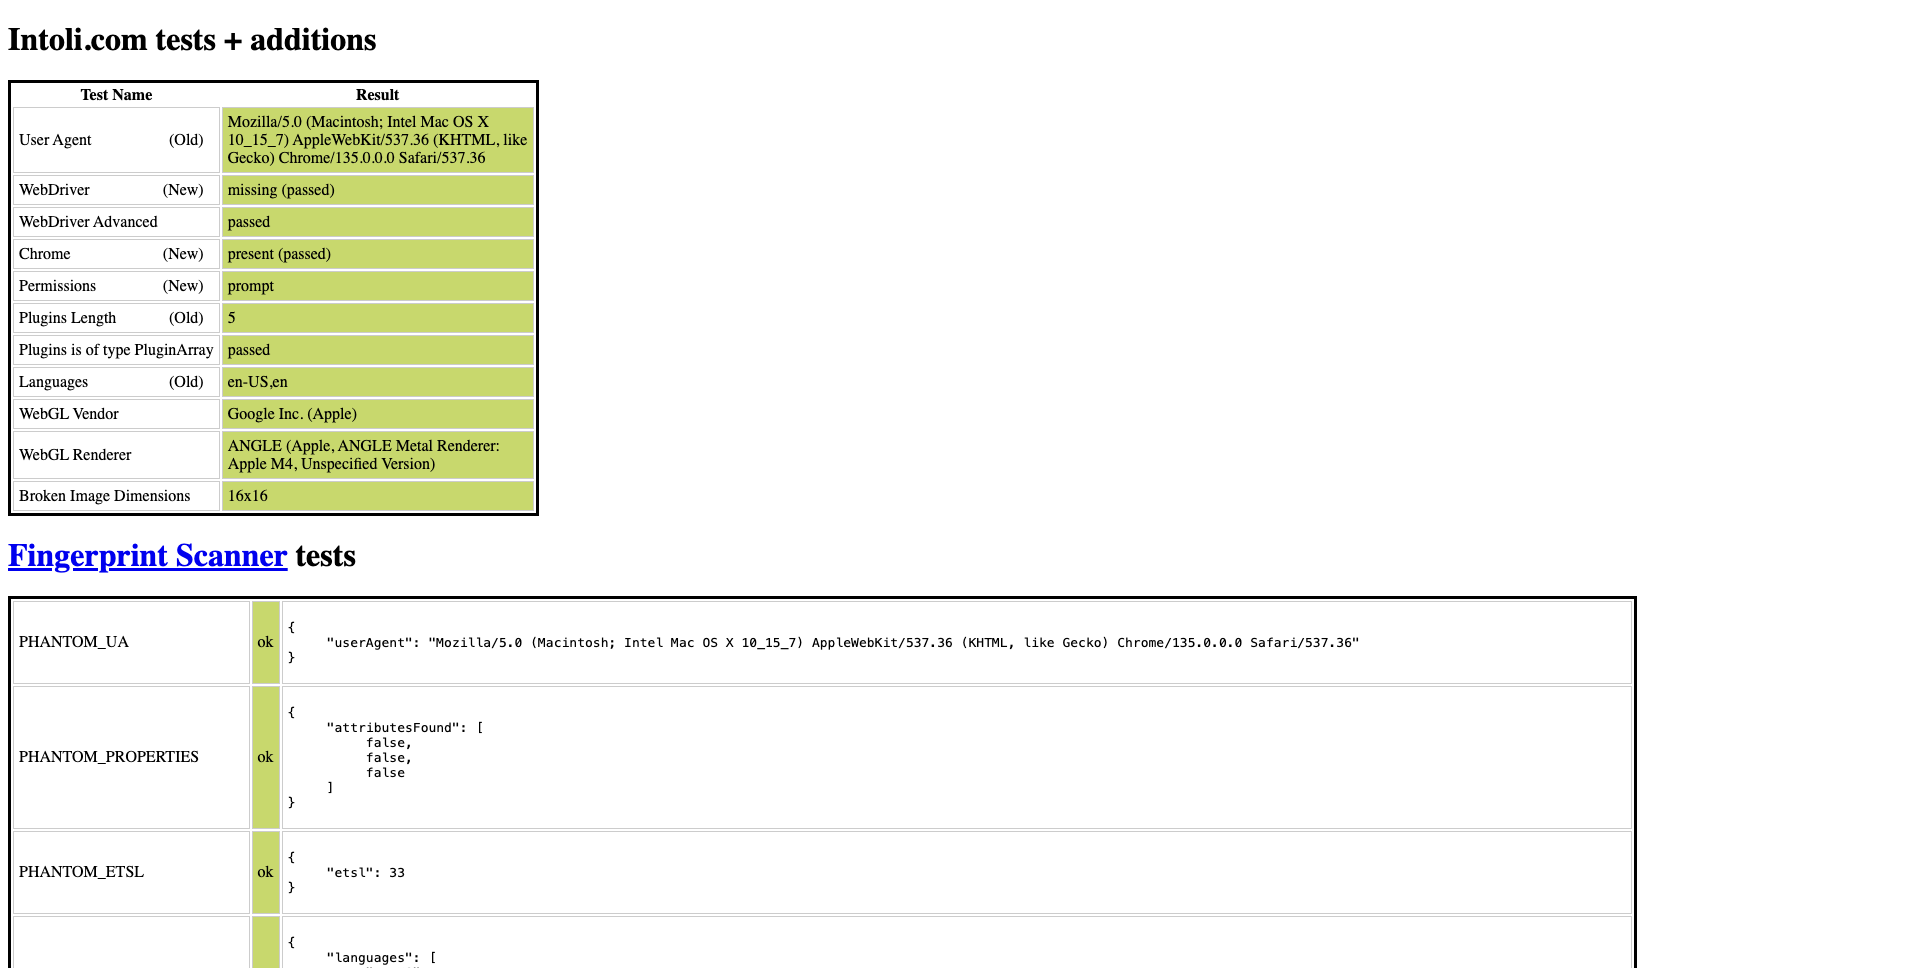 Intoli.com tests + additions
Test Name Result
User Agent (Old) Mozilla/5.0 (Macintosh; Intel Mac OS X
10_15_7) AppleWebKit/537.36 (KHTML, like
Gecko) Chrome/135.0.0.0 Safari/537.36
WebDriver (New) missing (passed)
WebDriver Advanced passed
Chrome (New) present (passed)
Permissions (New) prompt
Plugins Length (Old) 5
Plugins is of type PluginArray passed
Languages (Old) en-US,en
WebGL Vendor Google Inc. (Apple)
WebGL Renderer ANGLE (Apple, ANGLE Metal Renderer:
Apple M4, Unspecified Version)
Broken Image Dimensions 16x16
Fingerprint Scanner tests
PHANTOM_UA ok {
"userAgent": "Mozilla/5.0 (Macintosh; Intel Mac OS X 10_15_7) AppleWebKit/537.36 (KHTML, like Gecko) Chrome/135.0.0.0 Safari/537.36"
}
PHANTOM_PROPERTIES ok {
"attributesFound": [
false,
false,
false
]
}
PHANTOM_ETSL ok {
"etsl": 33
}
{
"languages": [